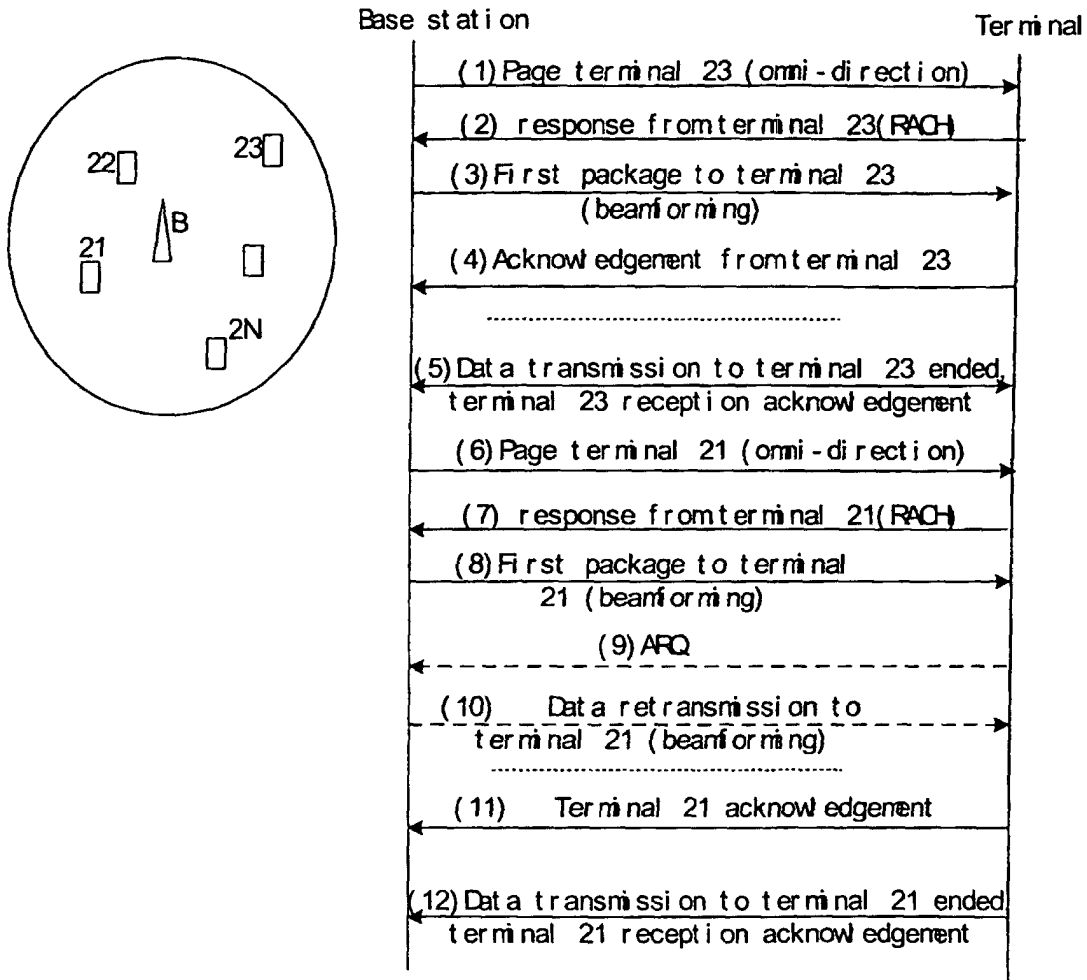 Base station
Terminal
22
23
B
21
2N
(1) Page terminal 23 (omni-direction)
(2) response from terminal 23(RACH)
(3) First package to terminal 23
(beamforming)
(4) Acknowledgement from terminal 23
(5) Data transmission to terminal 23 ended,
terminal 23 reception acknowledgement
(6) Page terminal 21 (omni-direction)
(7) response from terminal 21(RACH)
(8) First package to terminal
21 (beamforming)
(9) ARQ
(10) Data retransmission to
terminal 21 (beamforming)
(11) Terminal 21 acknowledgement
(12) Data transmission to terminal 21 ended
terminal 21 reception acknowledgement